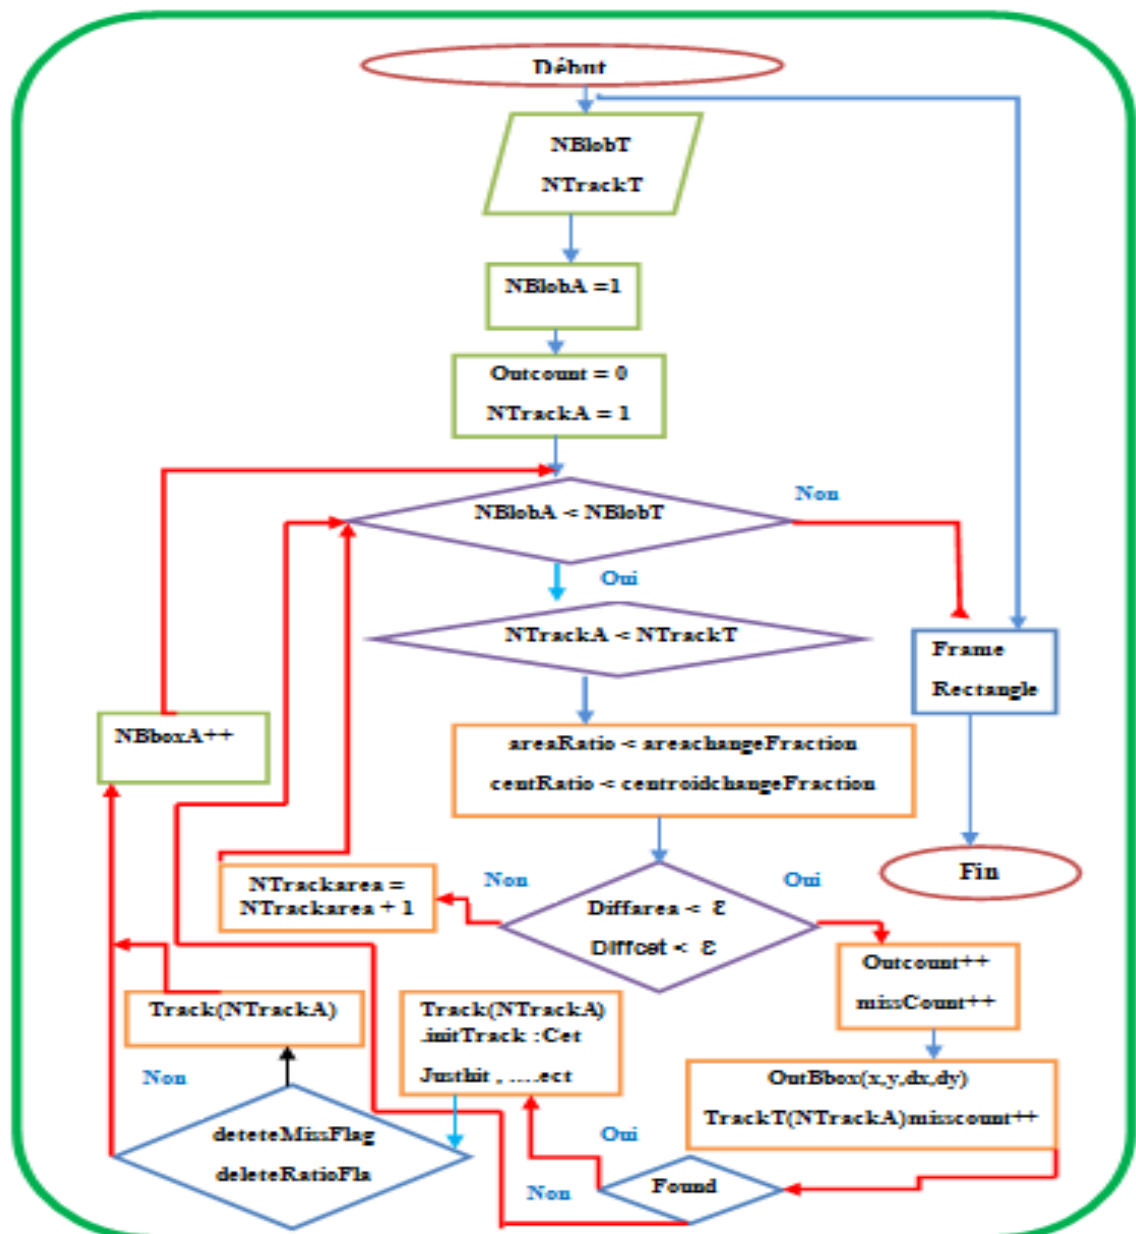 Début
NBlobT
NTrackT
NBlobA =1
Outcount = 0
NTrackA = 1
Non
NBlobA < NBlobT
Oui
NTrackA < NTrackT
Frame
Rectangle
NBboxA++
areaRatio < areachangeFraction
centRatio < centroidchangeFraction
Fin
Non
Oui
NTrackarea =
NTrackarea + 1
Diffarea < ε
Diffcet < ε
Outcount++
missCount++
Track(NTrackA)
Track(NTrackA)
.initTrack :Cet
Justhit , ....ect
Non
OutBbox(x,y,dx,dy)
TrackT(NTrackA)misscount++
Oui
deteteMissFlag
deleteRatioFla
Found
Non